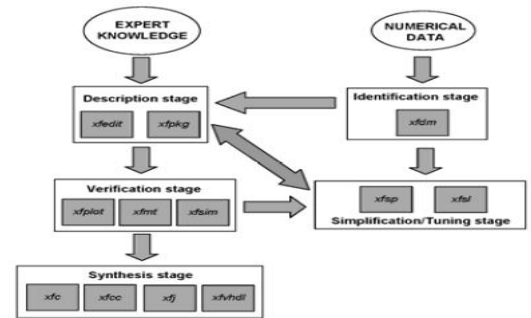 EXPERT
KNOWLEDGE
NUMERICAL
DATA
Description stage
xfedit xfpkg
Identification stage
xfdm
Verification stage
xfplot xfmt xfsim
xfsp xfsl
Simplification/Tuning stage
Synthesis stage
xfc xfcc xfj xfvhdl